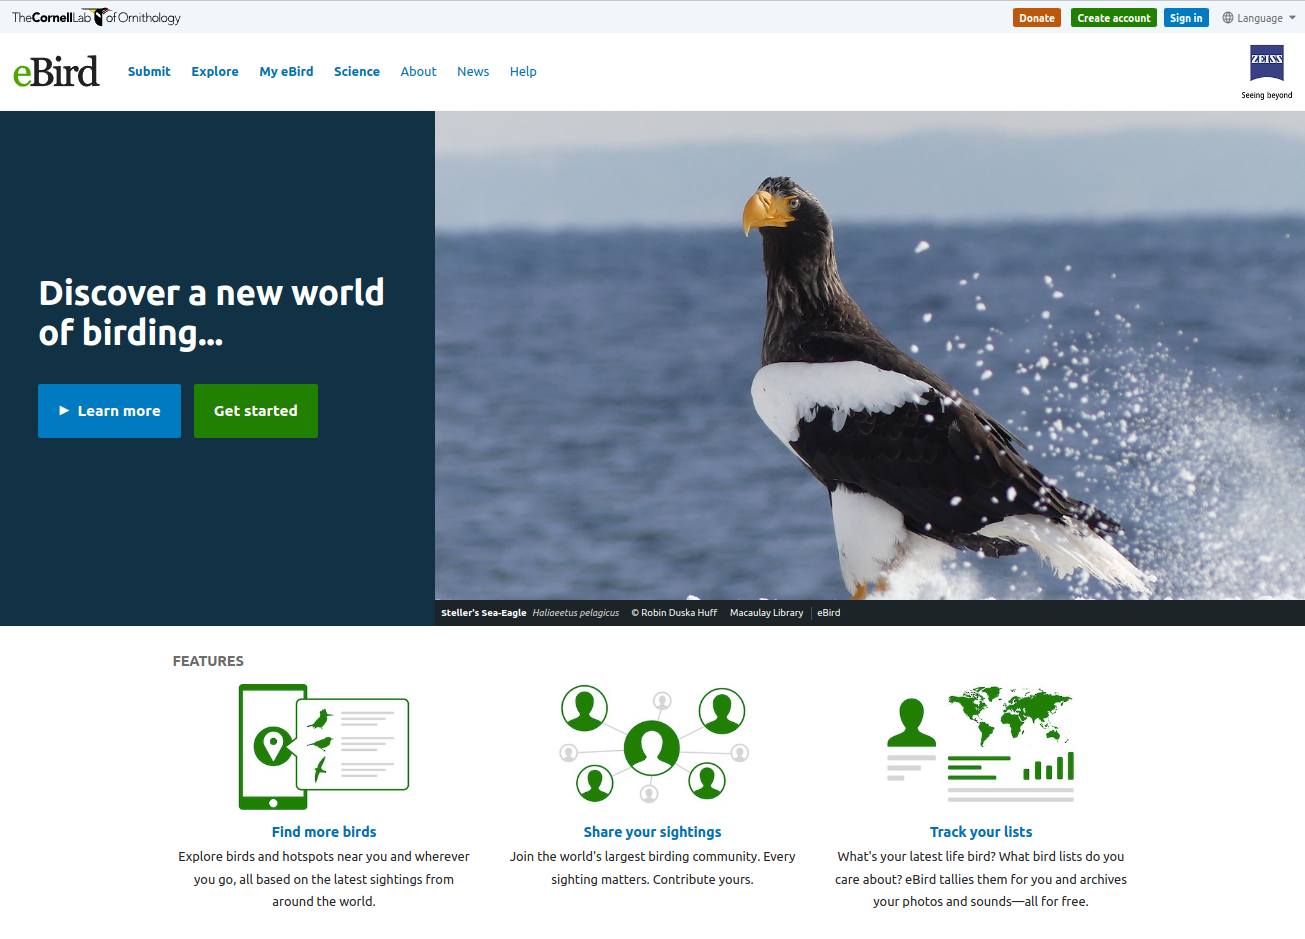 TheCornellLab of Ornithology
Donate
Create account
Sign in
Language
eBird
Submit
Explore
My eBird
Science
About
News
Help
ZEISS
Seeing beyond
Discover a new world
of birding...
Learn more
Get started
Steller's Sea-Eagle Haliaeetus pelagicus © Robin Duska Huff Macaulay Library eBird
FEATURES
Find more birds
Explore birds and hotspots near you and wherever
you go, all based on the latest sightings from
around the world.
Share your sightings
Join the world's largest birding community. Every
sighting matters. Contribute yours.
Track your lists
What's your latest life bird? What bird lists do you
care about? eBird tallies them for you and archives
your photos and sounds—all for free.